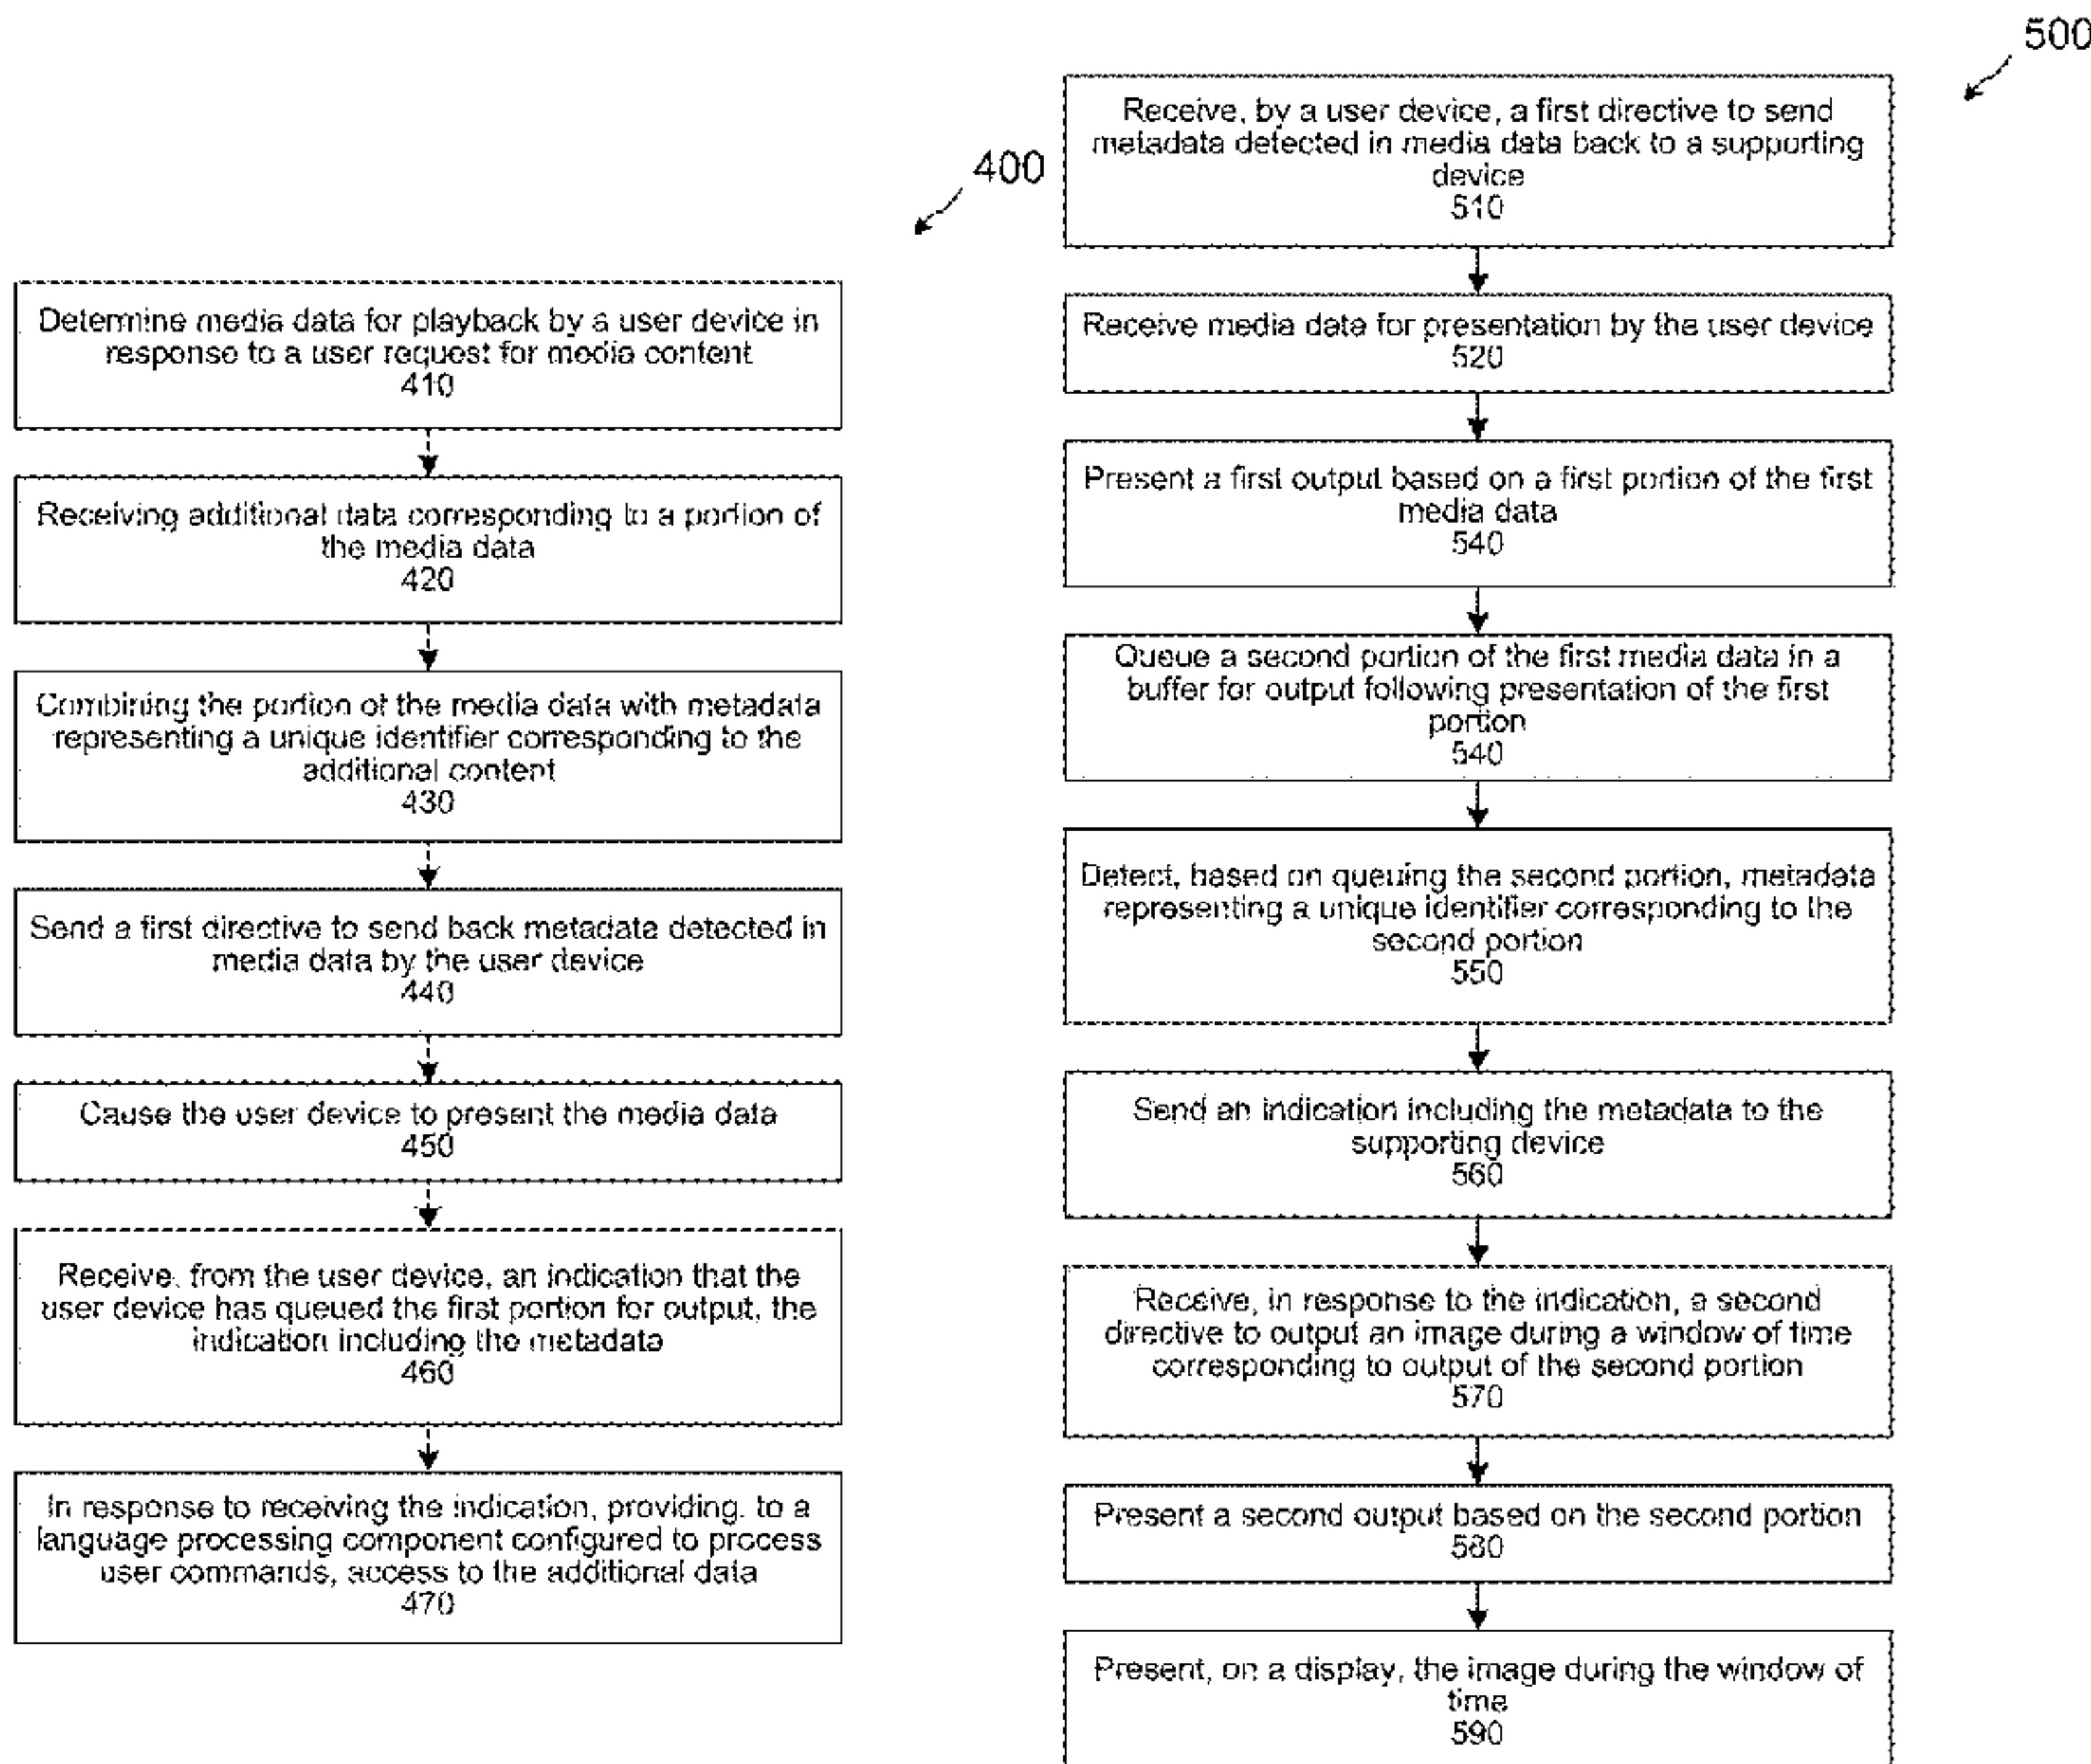 400
Determine media data for playback by a user device in
response to a user request for media content
410
Receiving additional data corresponding to a portion of
the media data
420
Combining the portion of the media data with metadata
representing a unique identifier corresponding to the
additional content
430
Send a first directive to send back metadata detected in
media data by the user device
440
Cause the user device to present the media data
450
Receive, from the user device, an indication that the
user device has queued the first portion for output, the
indication including the metadata
460
In response to receiving the indication, providing, to a
language processing component configured to process
user commands, access to the additional data
470
500
Receive, by a user device, a first directive to send
metadata detected in media data back to a supporting
device
510
Receive media data for presentation by the user device
520
Present a first output based on a first portion of the first
media data
540
Queue a second portion of the first media data in a
buffer for output following presentation of the first
portion
540
Detect, based on queuing the second portion, metadata
representing a unique identifier corresponding to the
second portion
550
Send an indication including the metadata to the
supporting device
560
Receive, in response to the indication, a second
directive to output an image during a window of time
corresponding to output of the second portion
570
Present a second output based on the second portion
580
Present, on a display, the image during the window of
time
590